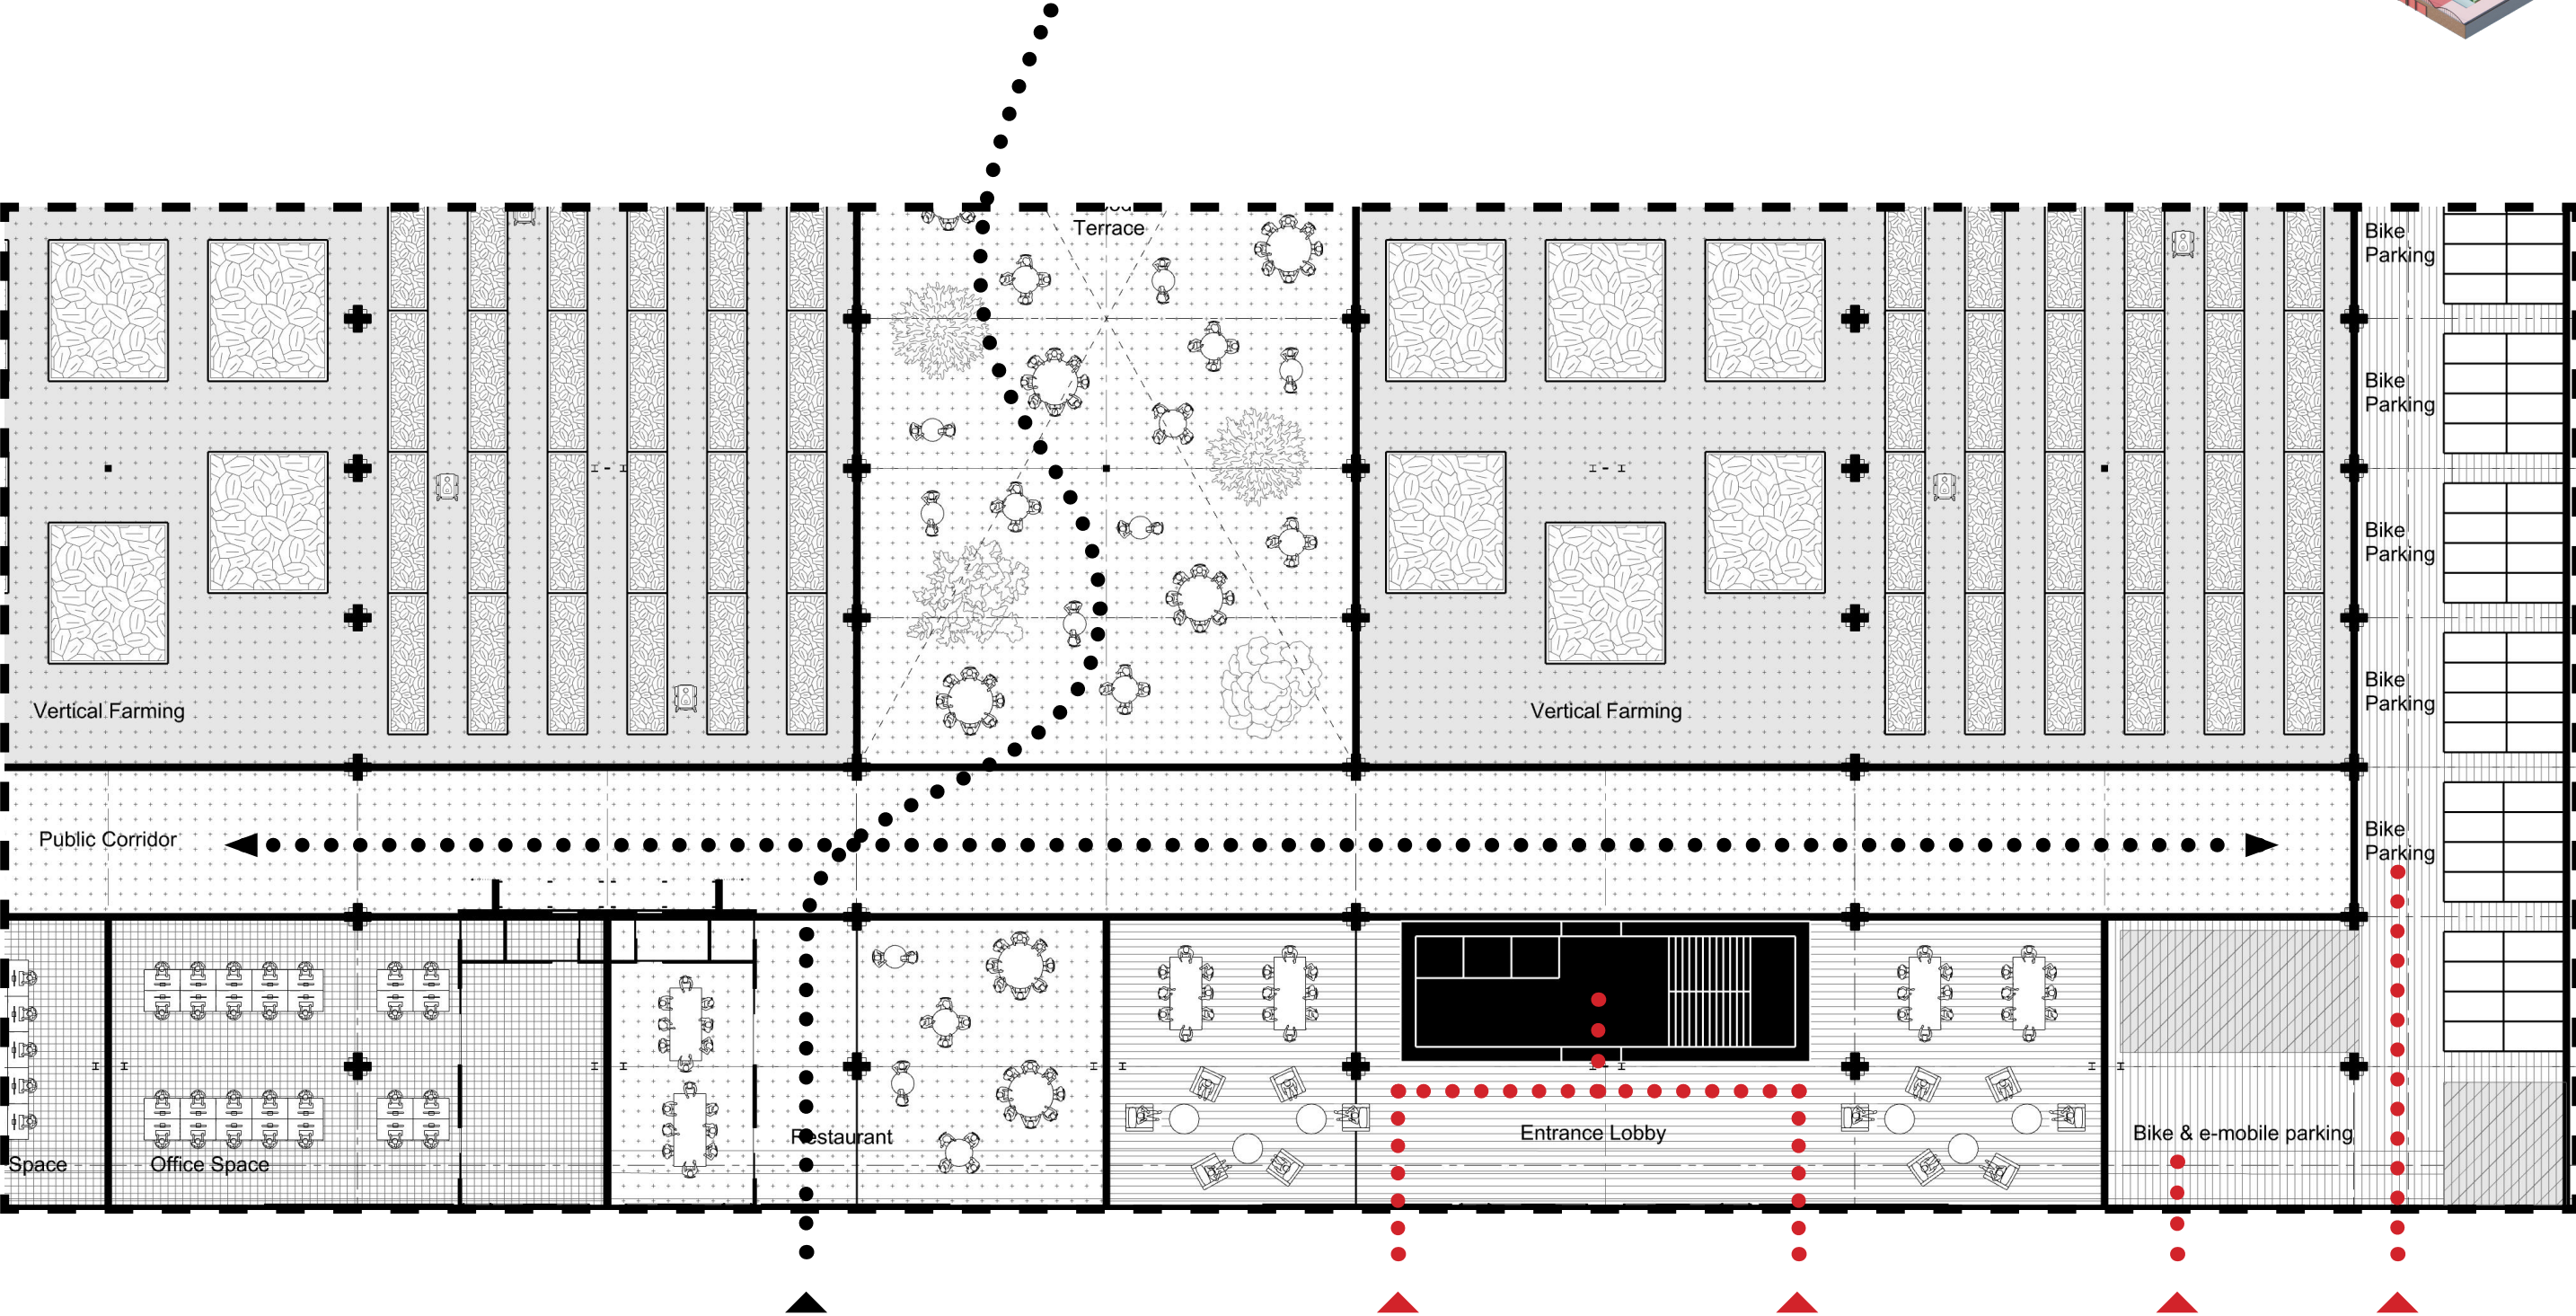 Terrace
Bike
Parking
Bike
Parking
Bike
Parking
Bike
Parking
Vertical Farming
Vertical Farming
Public Corridor
Bike
Parking
Restaurant
Entrance Lobby
Bike & e-mobile parking
Space
Office Space